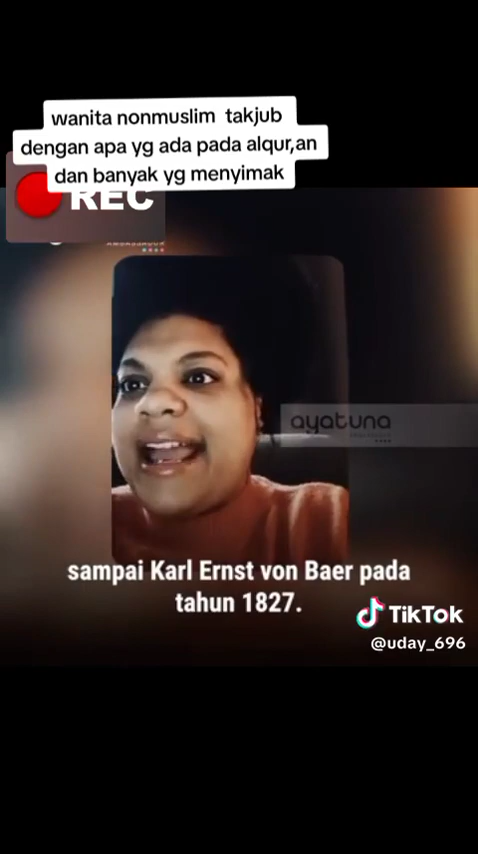 wanita nonmuslim takjub
dengan apa yg ada pada alqur,an
dan banyak yg menyimak
REC
ayatuna
sampai Karl Ernst von Baer pada
tahun 1827.
TikTok
@uday_696